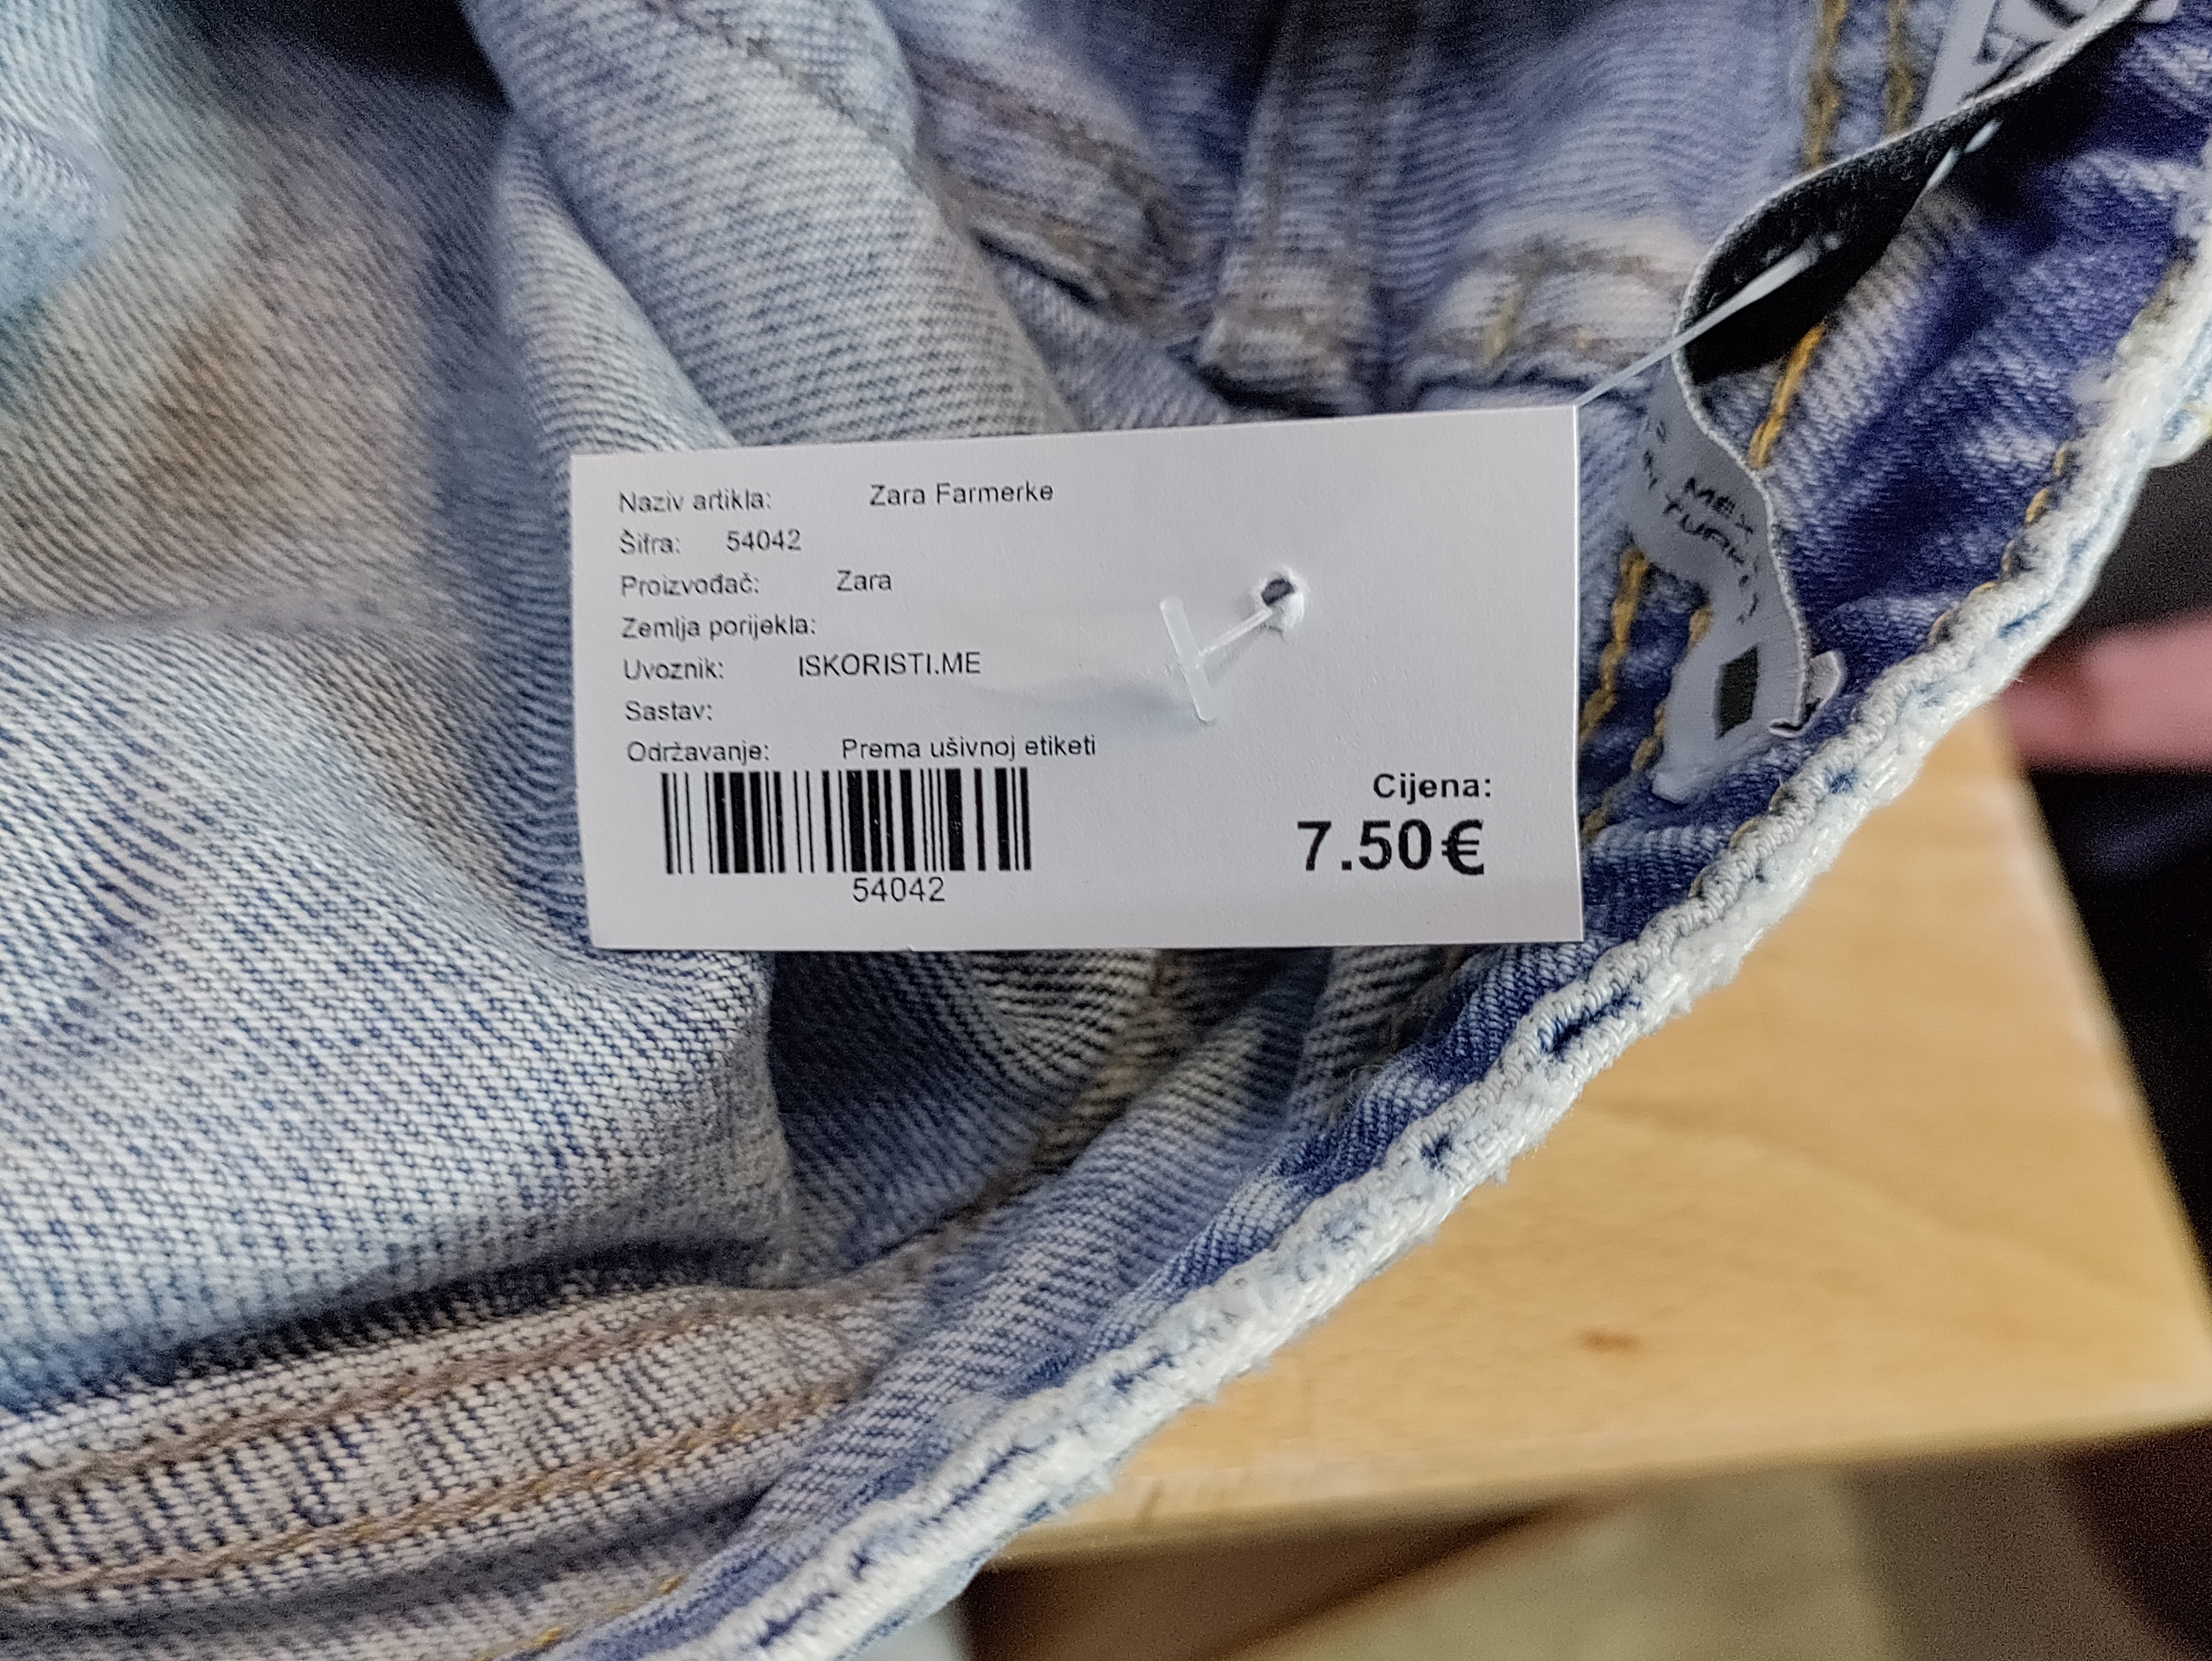 Naziv artikla: Zara Farmerke
Šifra: 54042
Proizvođač: Zara
Zemlja porijekla:
Uvoznik: ISKORISTI.ME
Sastav:
Održavanje: Prema ušivnoj etiketi
54042
Cijena:
7.50€
MEX